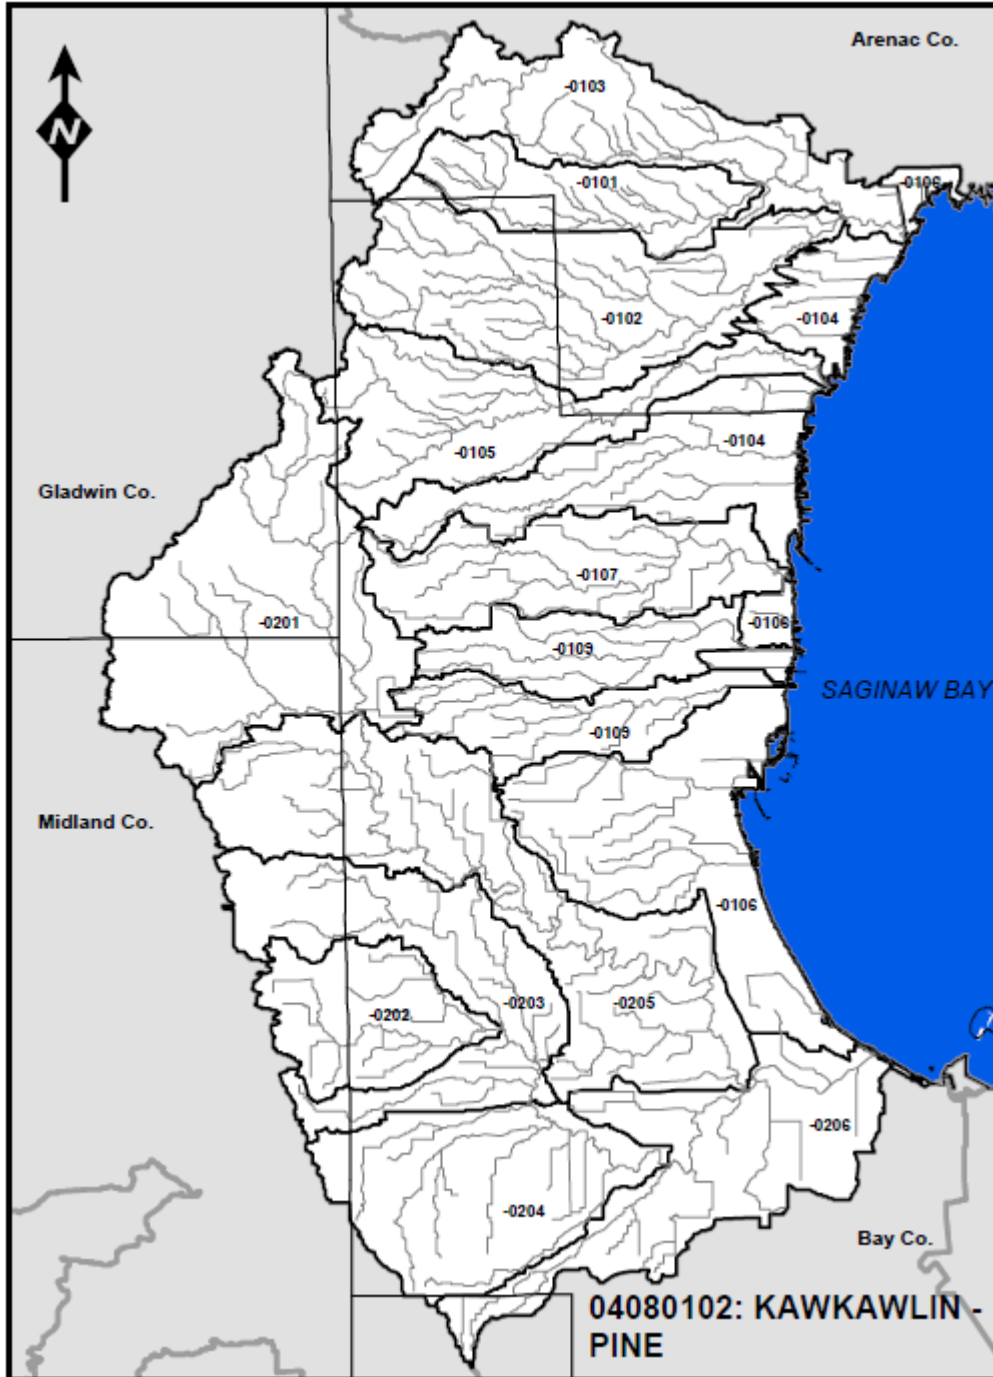 Arenac Co.
N
-0103
-0101
-0106
-0102
-0104
-0104
-0105
Gladwin Co.
-0107
-0201
-0106
-0109
SAGINAW BAY
-0109
Midland Co.
-0106
-0202
-0203
-0205
-0206
-0204
Bay Co.
04080102: KAWKAWLIN -
PINE